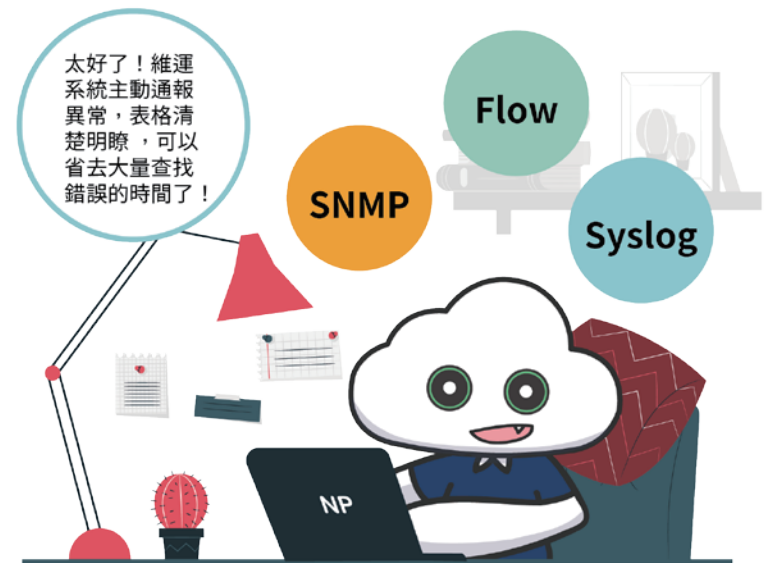 太好了！維運
系統主動通報
異常，表格清
楚明瞭 ，可以
省去大量查找
錯誤的時間了！
Flow
SNMP
Syslog
NP